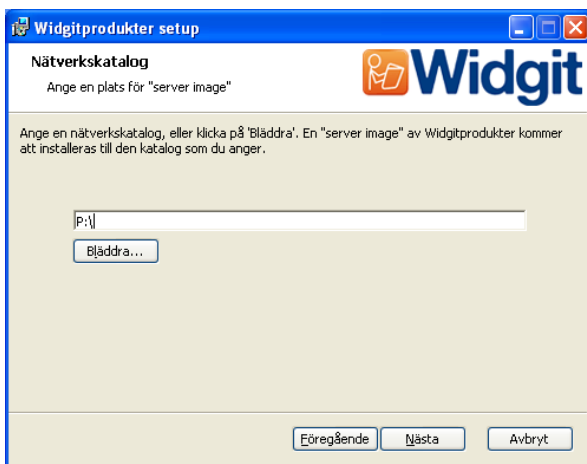 Widgitprodukter setup
Nätverkskatalog
Ange en plats för "server image"
Widgit
Ange en nätverkskatalog, eller klicka på 'Bläddra'. En "server image" av Widgitprodukter kommer
att installeras till den katalog som du anger.
P:\
Bläddra...
Föregående
Nästa
Avbryt